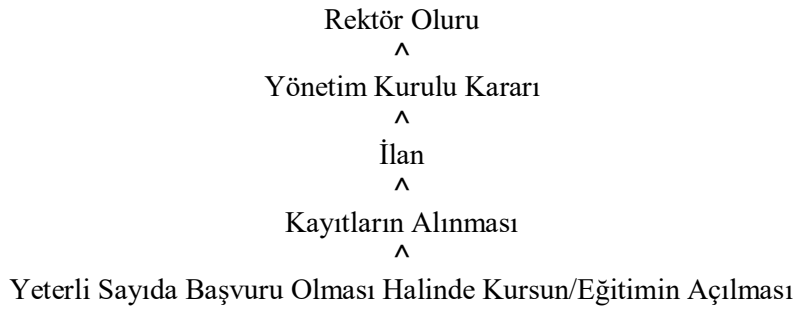 Rektör Oluru
^
Yönetim Kurulu Kararı
^
İlan
^
Kayıtların Alınması
^
Yeterli Sayıda Başvuru Olması Halinde Kursun/Eğitimin Açılması